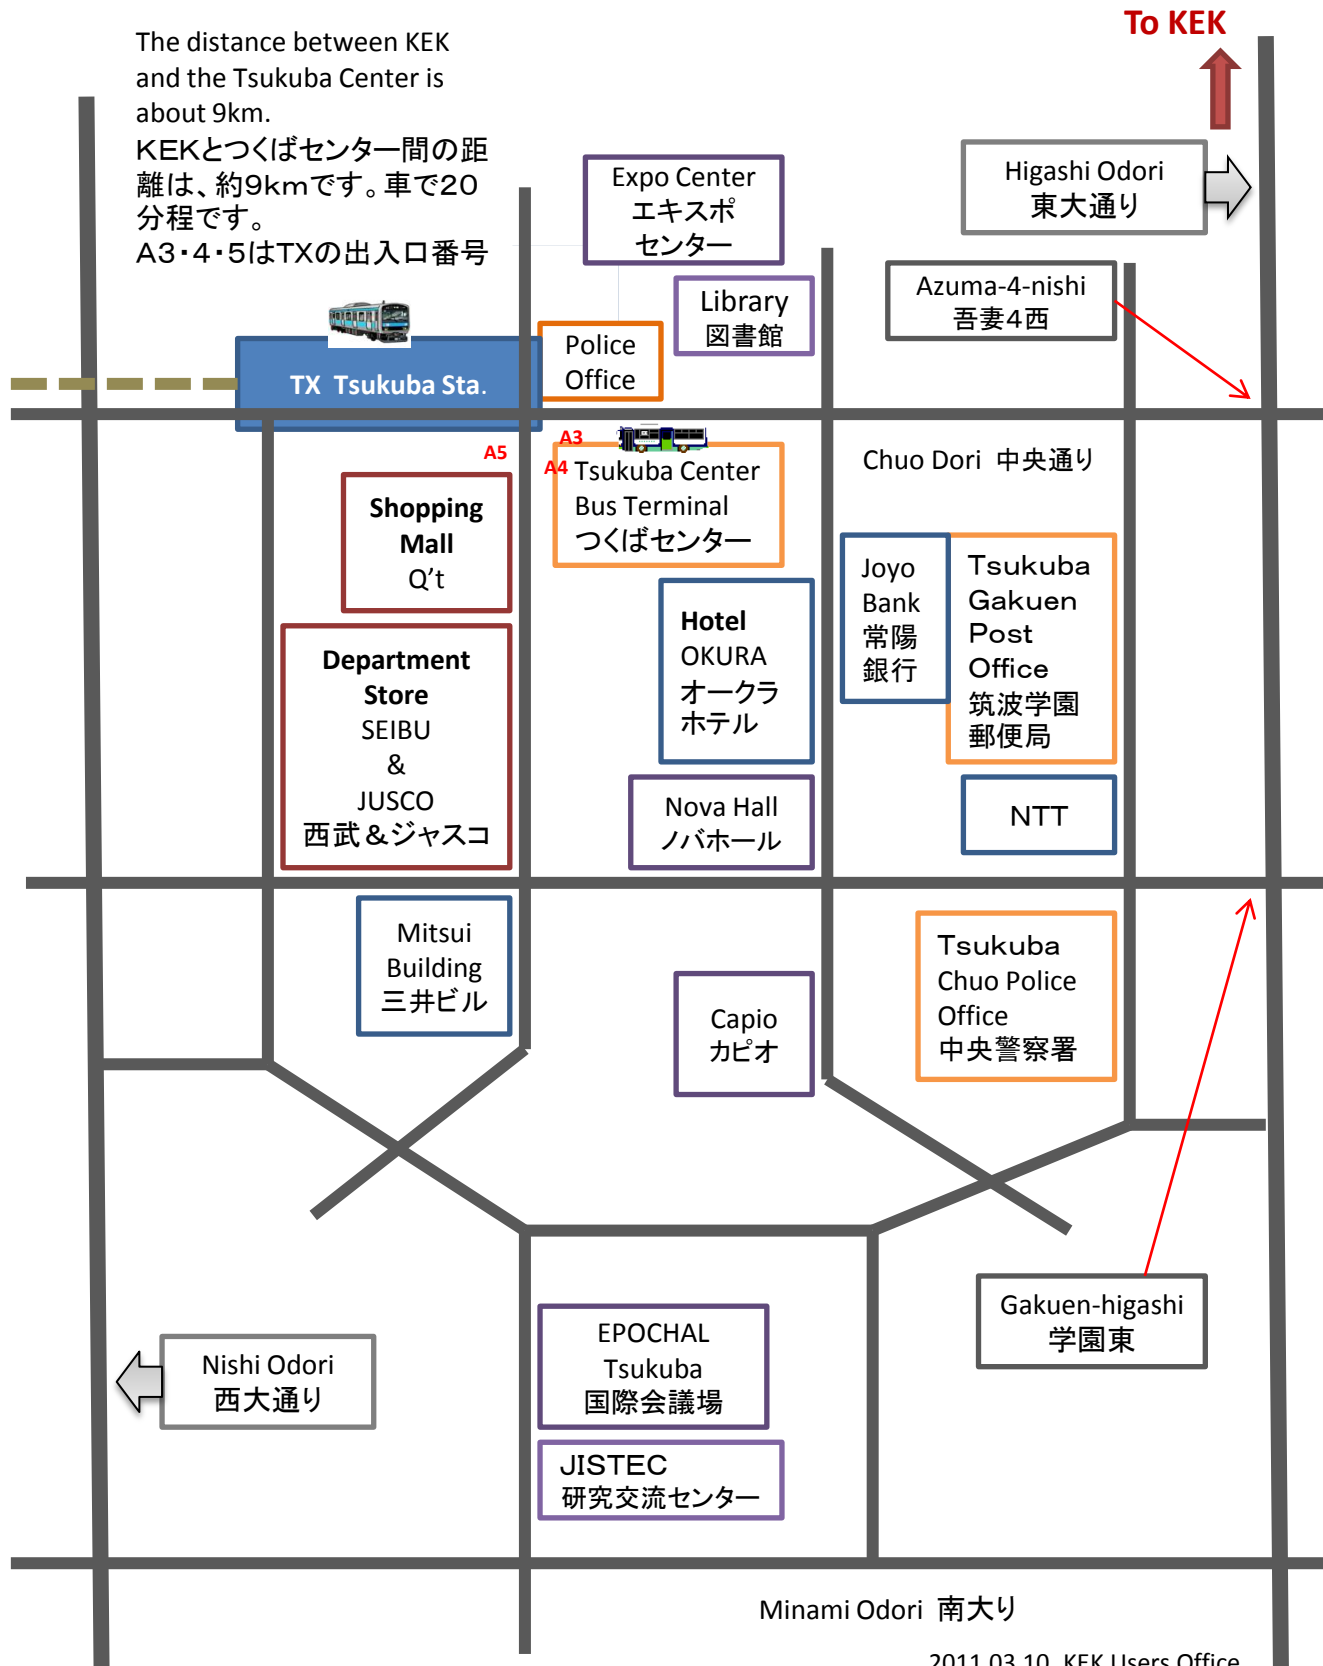 To KEK
The distance between KEK
and the Tsukuba Center is
about 9km.
KEKとつくばセンター間の距
離は、約9kmです。車で20
分程です。
A3・4・5はTXの出入口番号
Expo Center
エキスポ
センター
Higashi Odori
東大通り
Library
図書館
Azuma-4-nishi
吾妻4西
Police
Office
TX Tsukuba Sta.
A3
A5
A4
Tsukuba Center
Bus Terminal
つくばセンター
Chuo Dori 中央通り
Shopping
Mall
Q't
Joyo
Bank
常陽
銀行
Tsukuba
Gakuen
Post
Office
筑波学園
郵便局
Hotel
OKURA
オークラ
ホテル
Department
Store
SEIBU
&
JUSCO
西武&ジャスコ
Nova Hall
ノバホール
NTT
Mitsui
Building
三井ビル
Tsukuba
Chuo Police
Office
中央警察署
Capio
カピオ
Gakuen-higashi
学園東
EPOCHAL
Tsukuba
国際会議場
Nishi Odori
西大通り
JISTEC
研究交流センター
Minami Odori 南大り
2011.03.10 KEK Users Office